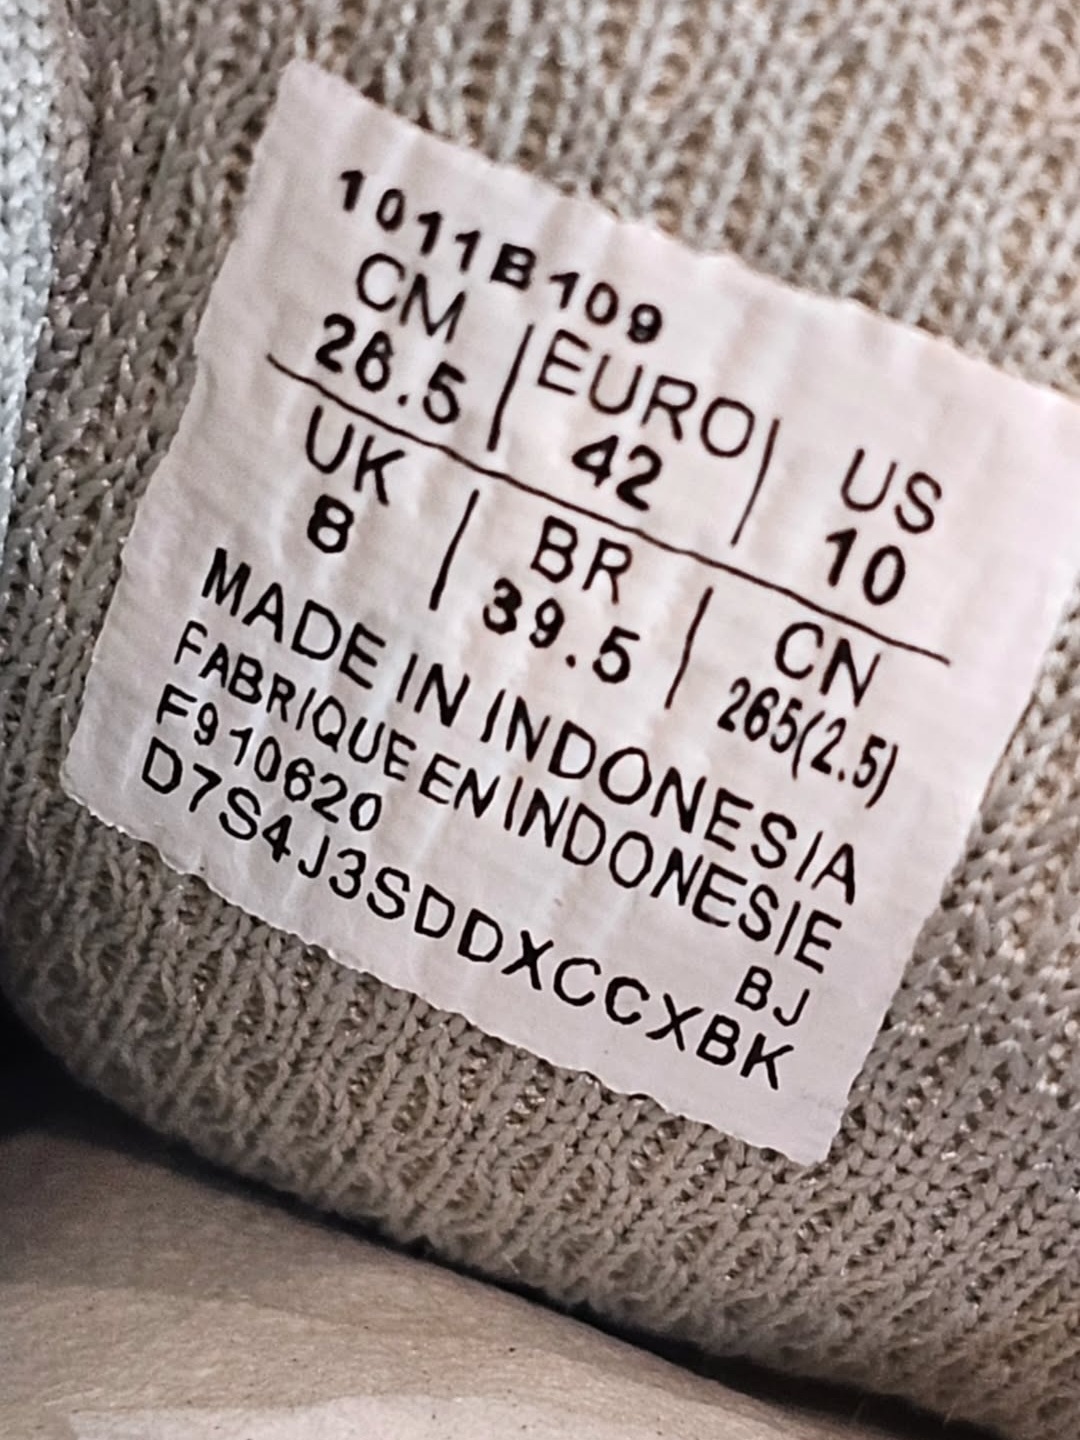 1011B109
CM EURO US
26.5 42 10
UK BR CN
8 39.5 265(2.5)
MADE IN INDONESIA
FABRIQUE EN INDONESIE
F910620 BJ
D7S4J3SDDXCCXBK